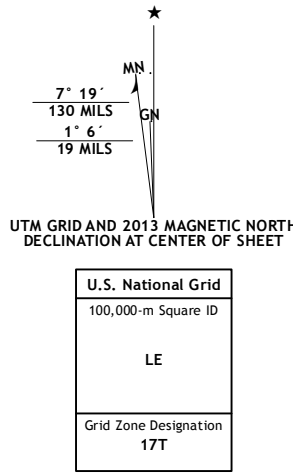 ★
MN
7° 19´
130 MILS
GN
1° 6´
19 MILS
UTM GRID AND 2013 MAGNETIC NORTH
DECLINATION AT CENTER OF SHEET
U.S. National Grid
100,000-m Square ID
LE
Grid Zone Designation
17T